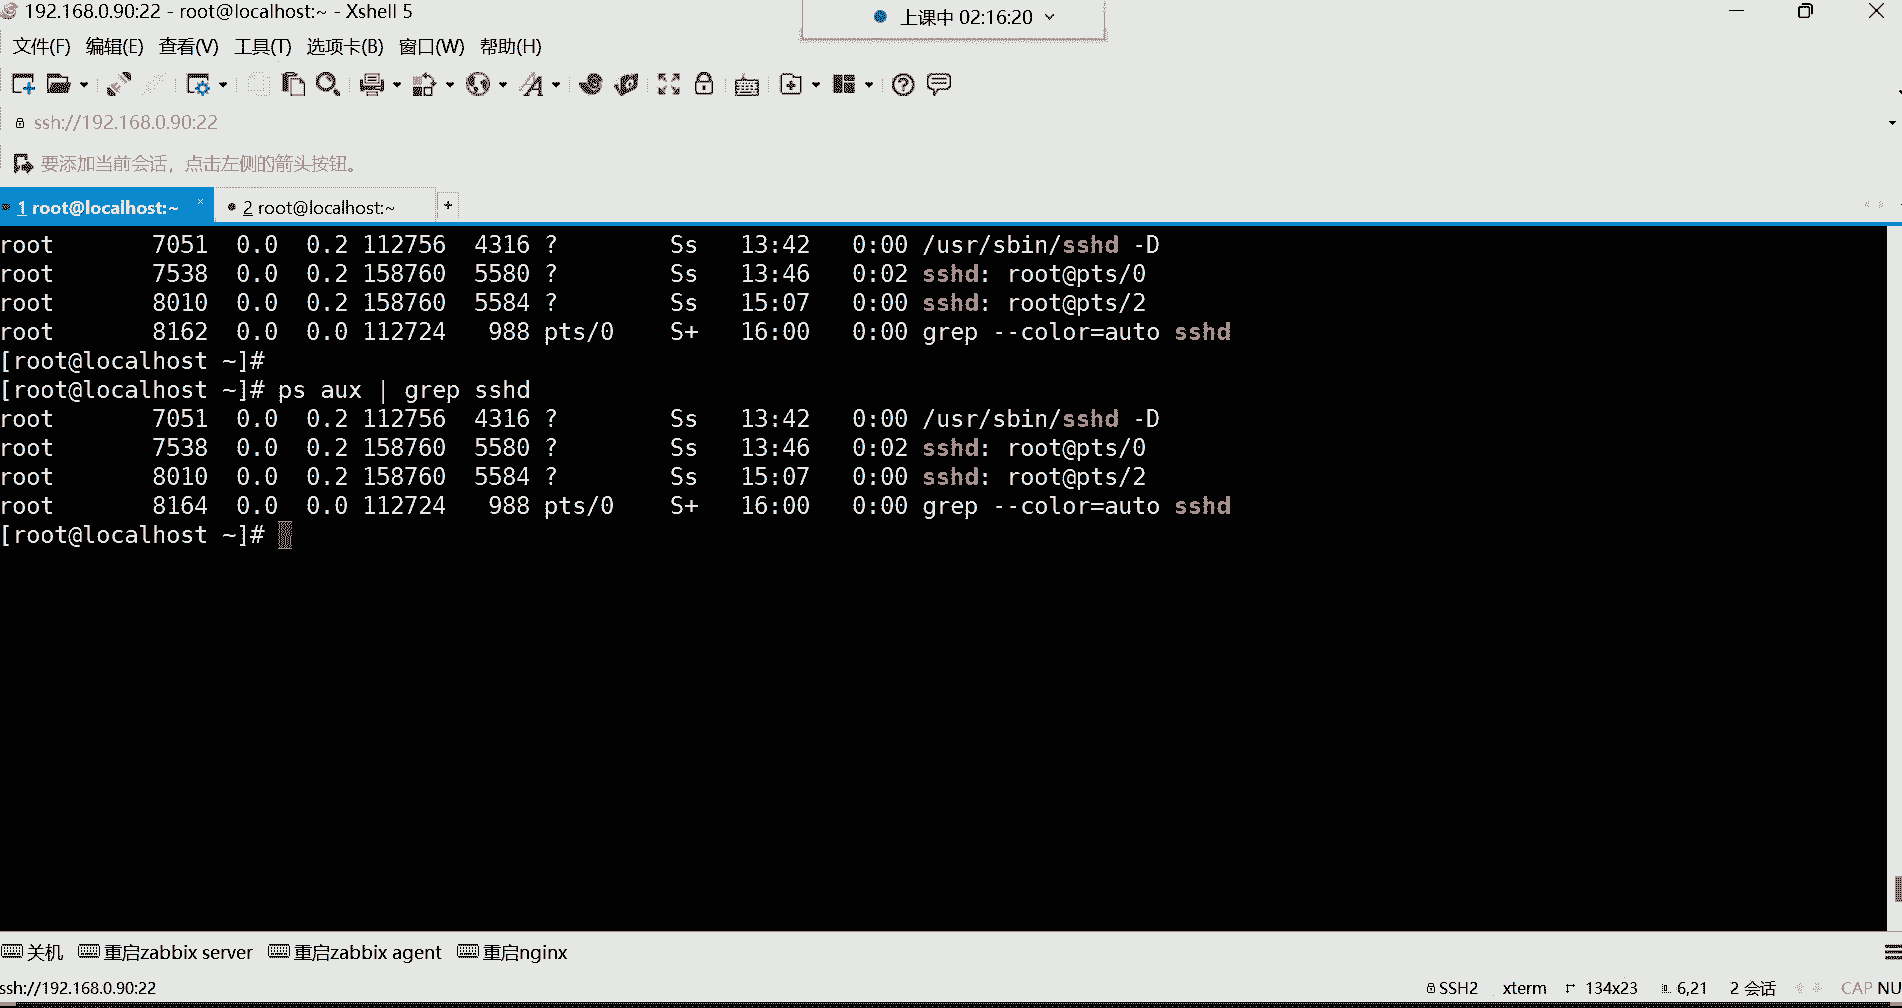 192.168.0.90:22 - root@localhost:~ - Xshell 5
上课中 02:16:20
文件(F) 编辑(E) 查看(V) 工具(T) 选项卡(B) 窗口(W) 帮助(H)
ssh://192.168.0.90:22
要添加当前会话，点击左侧的箭头按钮。
1 root@localhost:~ × 2 root@localhost:~ +
root 7051 0.0 0.2 112756 4316 ? Ss 13:42 0:00 /usr/sbin/sshd -D
root 7538 0.0 0.2 158760 5580 ? Ss 13:46 0:02 sshd: root@pts/0
root 8010 0.0 0.2 158760 5584 ? Ss 15:07 0:00 sshd: root@pts/2
root 8162 0.0 0.0 112724 988 pts/0 S+ 16:00 0:00 grep --color=auto sshd
[root@localhost ~]#
[root@localhost ~]# ps aux | grep sshd
root 7051 0.0 0.2 112756 4316 ? Ss 13:42 0:00 /usr/sbin/sshd -D
root 7538 0.0 0.2 158760 5580 ? Ss 13:46 0:02 sshd: root@pts/0
root 8010 0.0 0.2 158760 5584 ? Ss 15:07 0:00 sshd: root@pts/2
root 8164 0.0 0.0 112724 988 pts/0 S+ 16:00 0:00 grep --color=auto sshd
[root@localhost ~]#
关机 重启zabbix server 重启zabbix agent 重启nginx
ssh://192.168.0.90:22 SSH2 xterm 134x23 6,21 2 会话 CAP NU